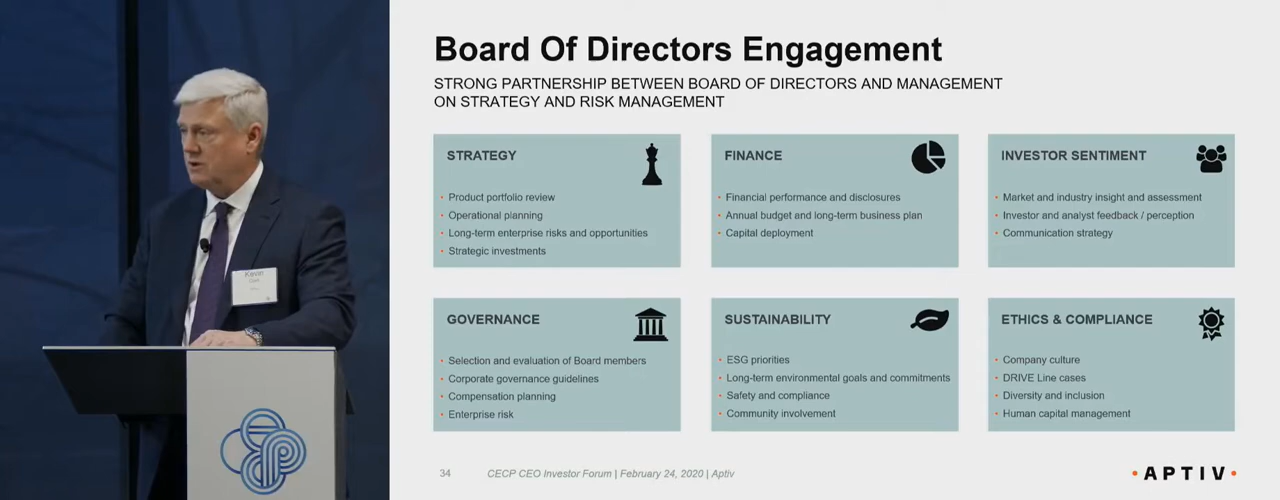 Kevin
Board Of Directors Engagement
STRONG PARTNERSHIP BETWEEN BOARD OF DIRECTORS AND MANAGEMENT
ON STRATEGY AND RISK MANAGEMENT
STRATEGY
• Product portfolio review
• Operational planning
• Long-term enterprise risks and opportunities
• Strategic investments
FINANCE
• Financial performance and disclosures
• Annual budget and long-term business plan
• Capital deployment
INVESTOR SENTIMENT
• Market and industry insight and assessment
• Investor and analyst feedback / perception
• Communication strategy
GOVERNANCE
• Selection and evaluation of Board members
• Corporate governance guidelines
• Compensation planning
• Enterprise risk
SUSTAINABILITY
• ESG priorities
• Long-term environmental goals and commitments
• Safety and compliance
• Community involvement
ETHICS & COMPLIANCE
• Company culture
• DRIVE Line cases
• Diversity and inclusion
• Human capital management
34
CECP CEO Investor Forum | February 24, 2020 | Aptiv
• APTIV •